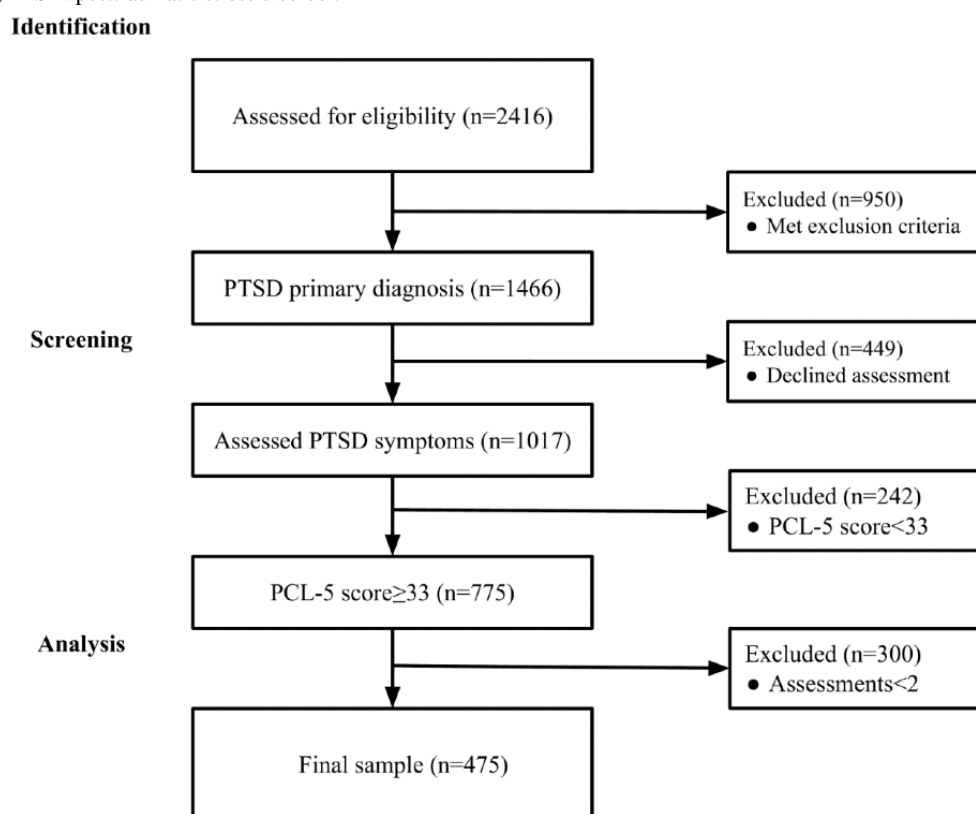 Identification
Assessed for eligibility (n=2416)
Excluded (n=950)
● Met exclusion criteria
PTSD primary diagnosis (n=1466)
Screening
Excluded (n=449)
● Declined assessment
Assessed PTSD symptoms (n=1017)
Excluded (n=242)
● PCL-5 score<33
PCL-5 score≥33 (n=775)
Analysis
Excluded (n=300)
● Assessments<2
Final sample (n=475)